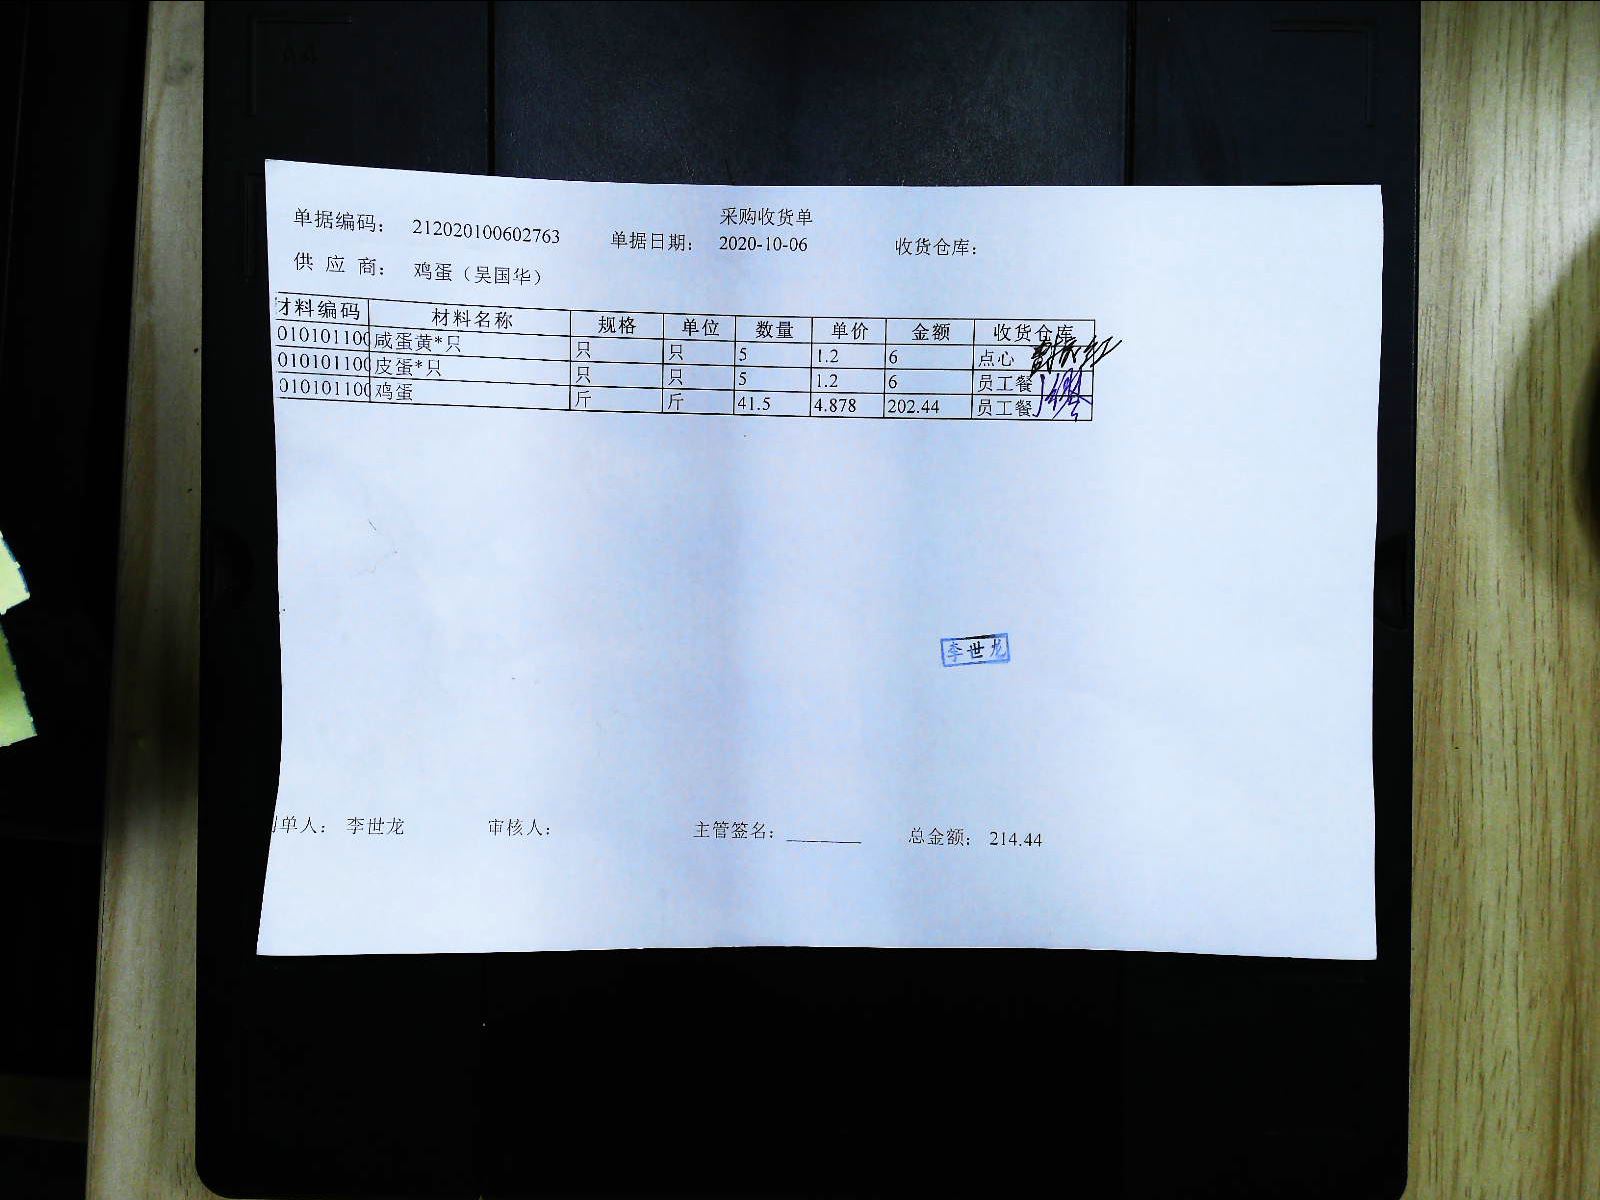 采购收货单
单据编码： 212020100602763 单据日期： 2020-10-06 收货仓库：
供 应 商： 鸡蛋（吴国华）
材料编码 材料名称 规格 单位 数量 单价 金额 收货仓库
010101100 咸蛋黄*只 只 只 5 1.2 6 点心
010101100 皮蛋*只 只 只 5 1.2 6 员工餐
010101100 鸡蛋 斤 斤 41.5 4.878 202.44 员工餐
李世龙
制单人： 李世龙 审核人： 主管签名： 总金额： 214.44